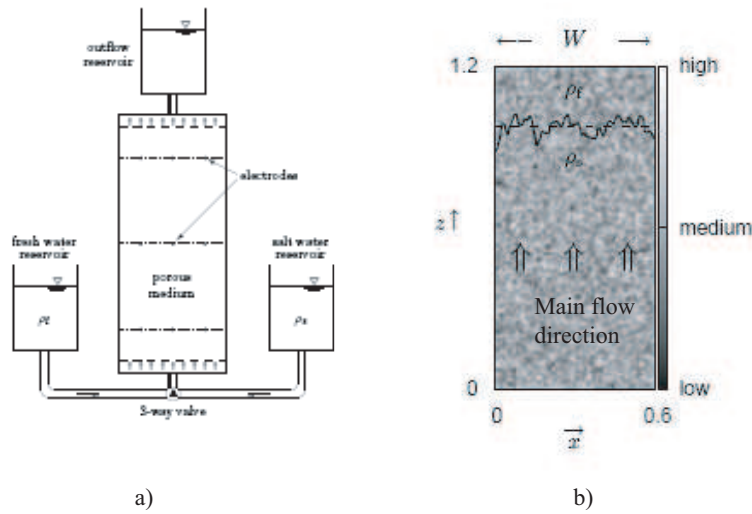 outflow
reservoir
electrodes
fresh water
reservoir
salt water
reservoir
porous
medium
ρf
ρs
3-way valve
a)
← W →
1.2
high
ρf
ρs
z ↑
medium
Main flow
direction
0
low
0
0.6
x
b)